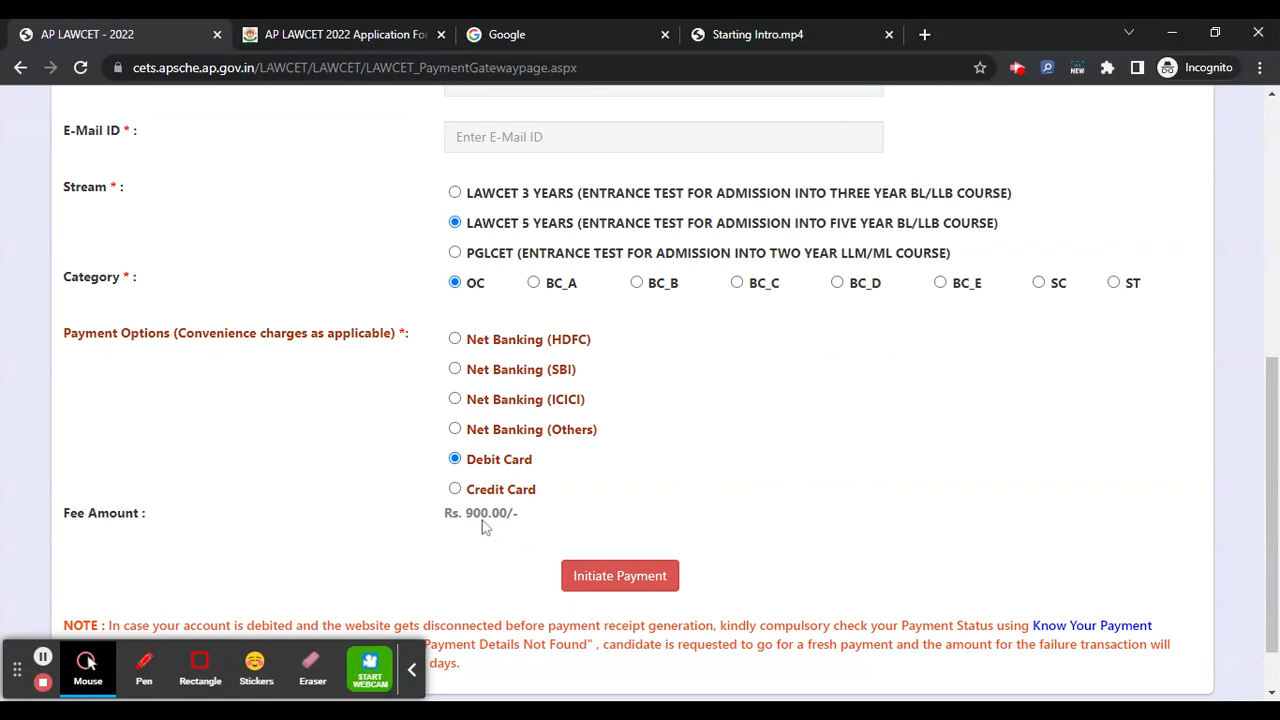 AP LAWCET - 2022
AP LAWCET 2022 Application For
Google
Starting Intro.mp4
cets.apsche.ap.gov.in/LAWCET/LAWCET/LAWCET_PaymentGatewaypage.aspx
NEW
Incognito
E-Mail ID * :
Enter E-Mail ID
Stream * :
LAWCET 3 YEARS (ENTRANCE TEST FOR ADMISSION INTO THREE YEAR BL/LLB COURSE)
LAWCET 5 YEARS (ENTRANCE TEST FOR ADMISSION INTO FIVE YEAR BL/LLB COURSE)
PGLCET (ENTRANCE TEST FOR ADMISSION INTO TWO YEAR LLM/ML COURSE)
Category * :
OC BC_A BC_B BC_C BC_D BC_E SC ST
Payment Options (Convenience charges as applicable) *:
Net Banking (HDFC)
Net Banking (SBI)
Net Banking (ICICI)
Net Banking (Others)
Debit Card
Credit Card
Fee Amount :
Rs. 900.00/-
Initiate Payment
NOTE : In case your account is debited and the website gets disconnected before payment receipt generation, kindly compulsory check your Payment Status using Know Your Payment
Payment Details Not Found" , candidate is requested to go for a fresh payment and the amount for the failure transaction will
days.
Mouse
Pen
Rectangle
Stickers
Eraser
START
WEBCAM